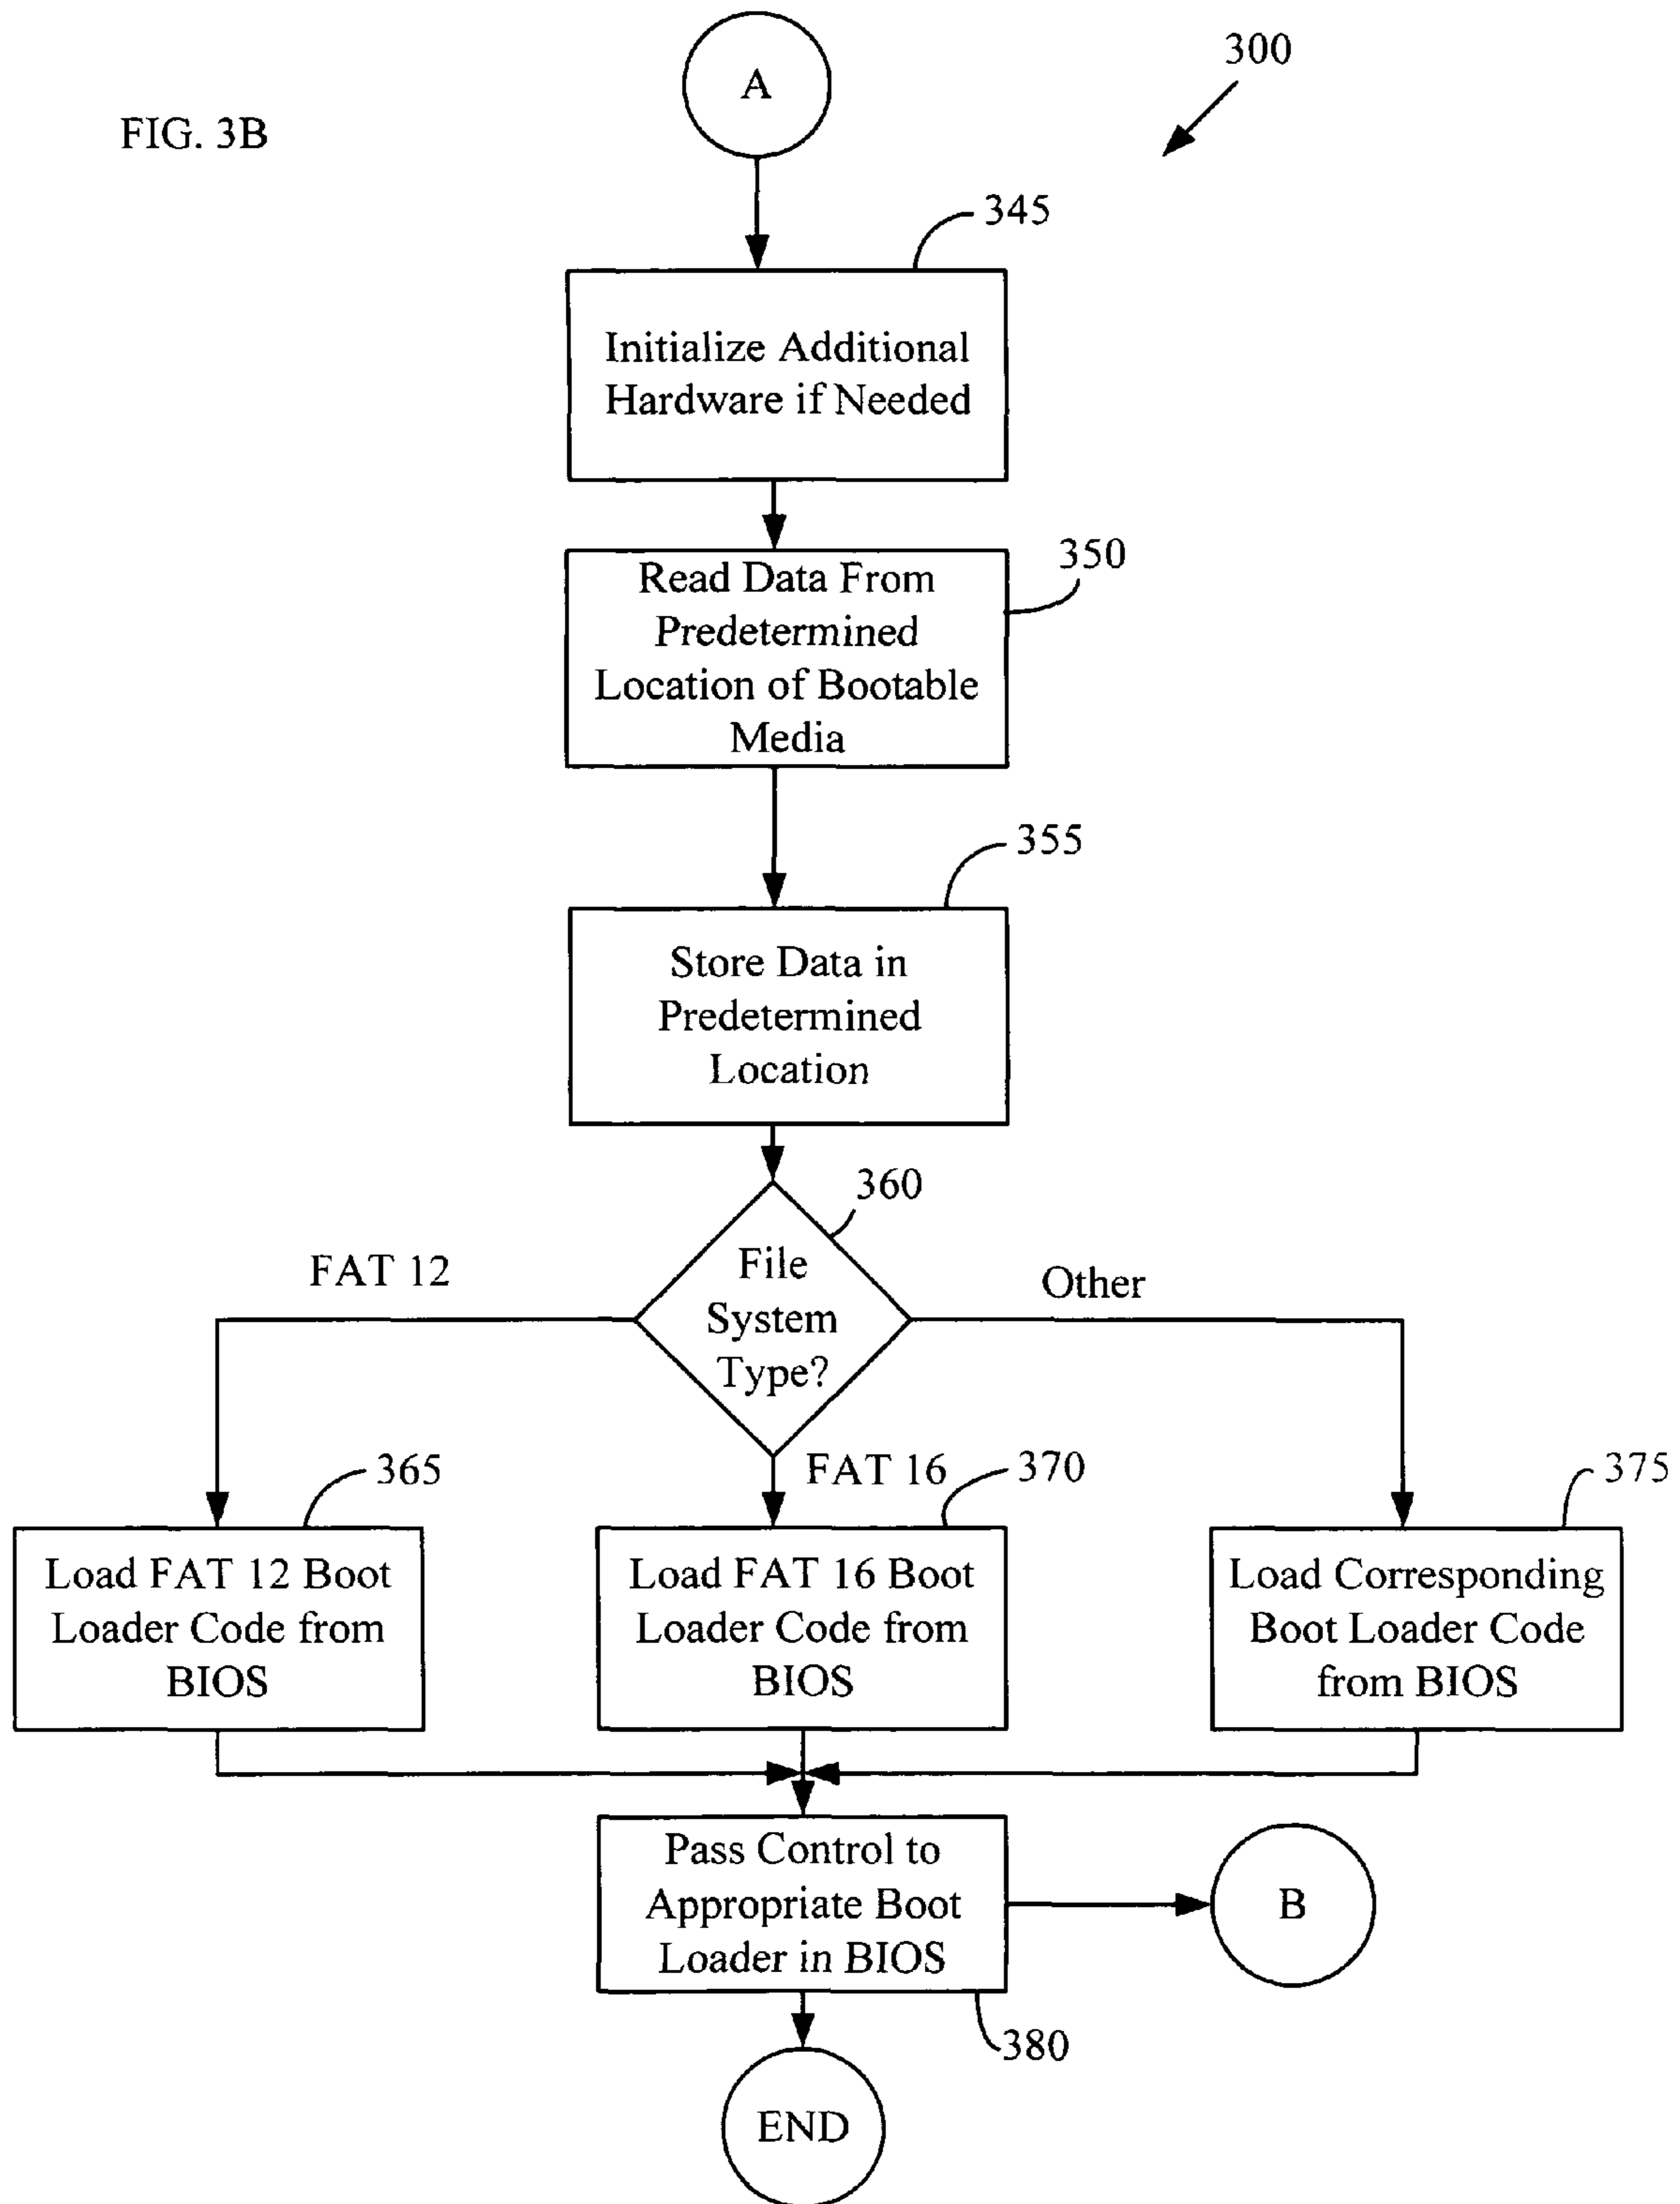 A
300
FIG. 3B
345
Initialize Additional
Hardware if Needed
350
Read Data From
Predetermined
Location of Bootable
Media
355
Store Data in
Predetermined
Location
360
File
System
Type?
FAT 12
Other
FAT 16
365
370
375
Load FAT 12 Boot
Loader Code from
BIOS
Load FAT 16 Boot
Loader Code from
BIOS
Load Corresponding
Boot Loader Code
from BIOS
Pass Control to
Appropriate Boot
Loader in BIOS
B
380
END